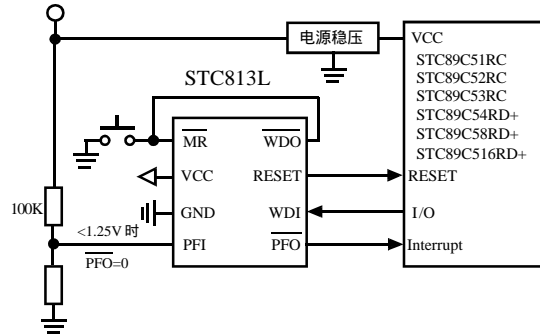 电源稳压
VCC
STC89C51RC
STC89C52RC
STC89C53RC
STC89C54RD+
STC89C58RD+
STC89C516RD+
RESET
I/O
Interrupt
STC813L
MR
WDO
VCC
RESET
GND
WDI
PFI
PFO
100K
<1.25V 时
PFO=0